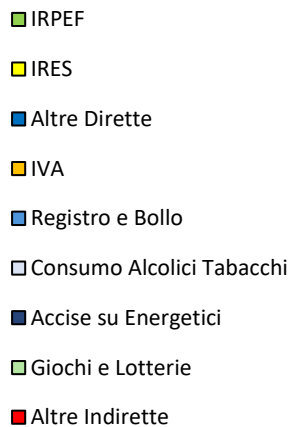 IRPEF
IRES
Altre Dirette
IVA
Registro e Bollo
Consumo Alcolici Tabacchi
Accise su Energetici
Giochi e Lotterie
Altre Indirette